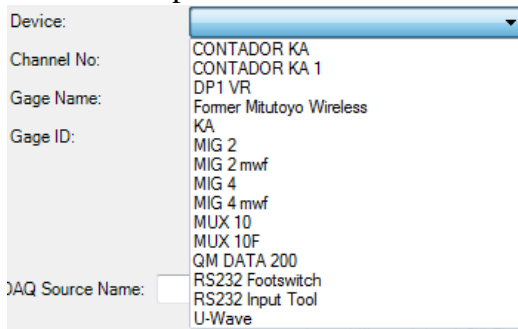 Device:
CONTADOR KA
Channel No:
CONTADOR KA 1
DP1 VR
Gage Name:
Former Mitutoyo Wireless
KA
Gage ID:
MIG 2
MIG 2 mwf
MIG 4
MIG 4 mwf
MUX 10
MUX 10F
QM DATA 200
DAQ Source Name:
RS232 Footswitch
RS232 Input Tool
U-Wave